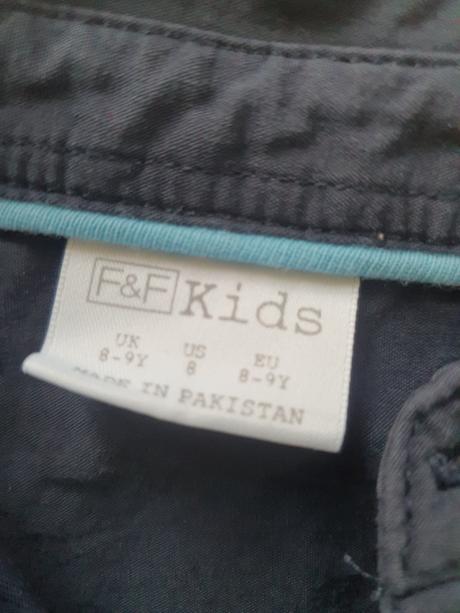 F&F Kids
UK US EU
8-9Y 8 8-9Y
MADE IN PAKISTAN